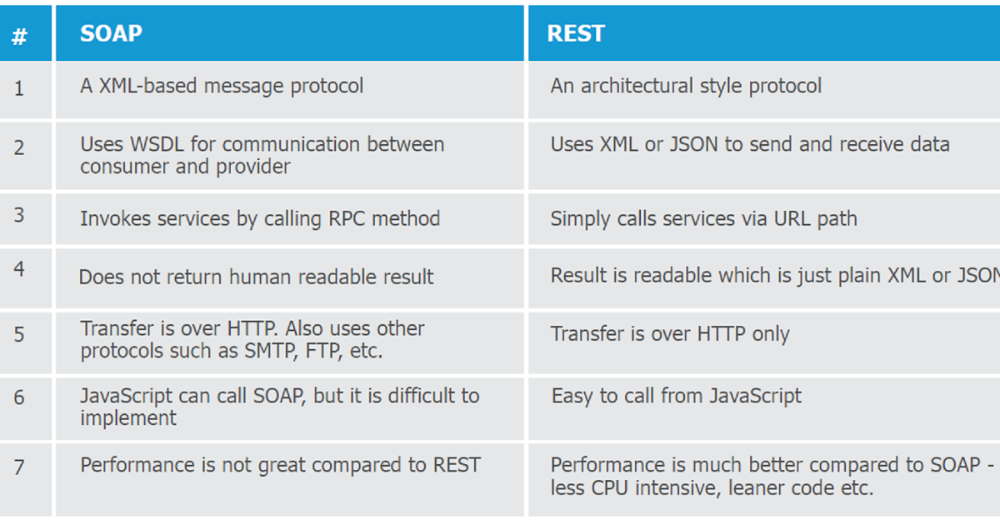 # SOAP REST
1 A XML-based message protocol An architectural style protocol
2 Uses WSDL for communication between Uses XML or JSON to send and receive data
consumer and provider
3 Invokes services by calling RPC method Simply calls services via URL path
4 Does not return human readable result Result is readable which is just plain XML or JSON
5 Transfer is over HTTP. Also uses other Transfer is over HTTP only
protocols such as SMTP, FTP, etc.
6 JavaScript can call SOAP, but it is difficult to Easy to call from JavaScript
implement
7 Performance is not great compared to REST Performance is much better compared to SOAP -
less CPU intensive, leaner code etc.